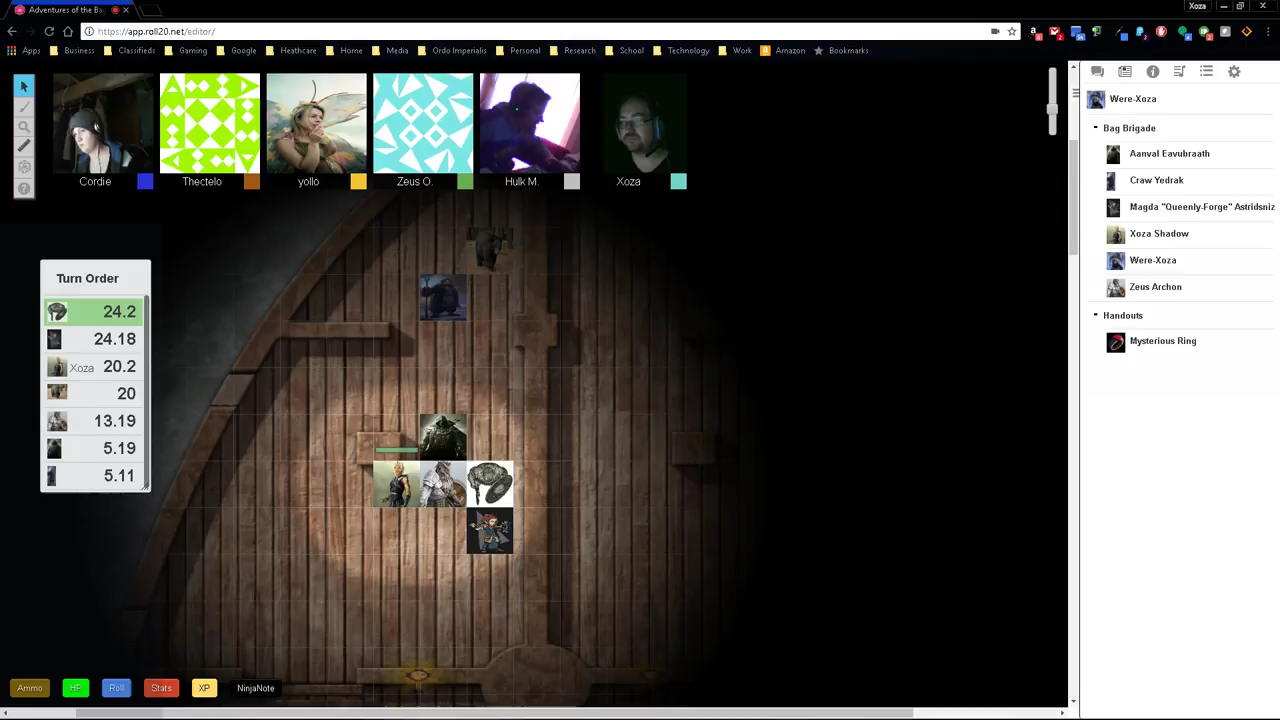 Adventures of the Ba
Xoza
https://app.roll20.net/editor/
Apps
Business
Classifieds
Gaming
Google
Heathcare
Home
Media
Ordo Imperialis
Personal
Research
School
Technology
Work
Amazon
Bookmarks
Cordie
Thectelo
yollo
Zeus O.
Hulk M.
Xoza
Turn Order
24.2
24.18
Xoza 20.2
20
13.19
5.19
5.11
Ammo
HP
Roll
Stats
XP
NinjaNote
Were-Xoza
Bag Brigade
Aanval Eavubraath
Craw Yedrak
Magda "Queenly-Forge" Astridsniz
Xoza Shadow
Were-Xoza
Zeus Archon
Handouts
Mysterious Ring